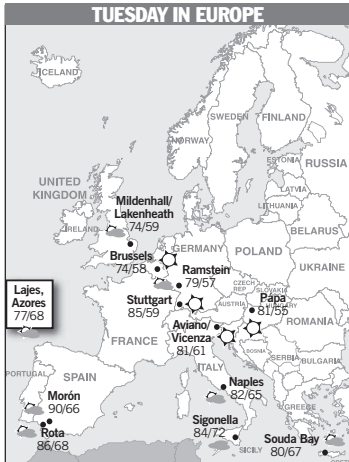 TUESDAY IN EUROPE
ICELAND
SWEDEN
FINLAND
NORWAY
ESTONIA
RUSSIA
LATVIA
LITHUANIA
UNITED
KINGDOM
IRELAND
Mildenhall/
Lakenheath
74/59
BELARUS
GERMANY
POLAND
Brussels
74/58
Ramstein
79/57
UKRAINE
CZECH
REP
SLOVAKIA
Lajes,
Azores
77/68
Stuttgart
85/59
AUSTRIA
HUNGARY
Pápa
81/55
Aviano/
Vicenza
81/61
ROMANIA
FRANCE
BOSNIA
SERBIA
BULGARIA
ITALY
PORTUGAL
SPAIN
Morón
90/66
Naples
82/65
GREECE
Rota
86/68
Sigonella
84/72
SICILY
Souda Bay
80/67